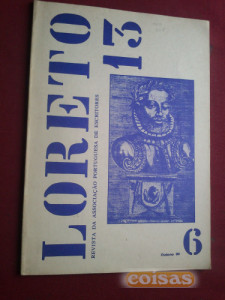 LORETO
13
REVISTA DA ASSOCIAÇÃO PORTUGUESA DE ESCRITORES
6
coisas